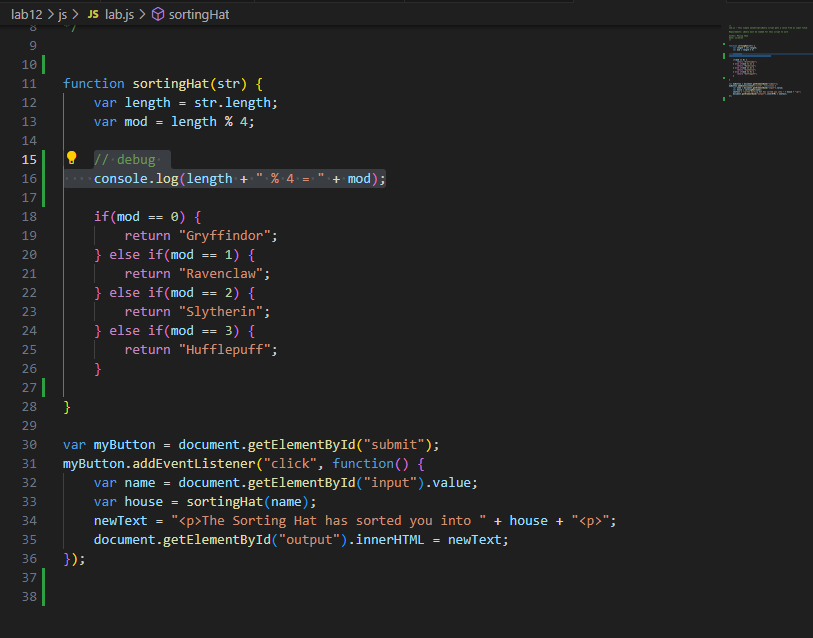 lab12 > js > JS lab.js > sortingHat
8 */
9
10
11 function sortingHat(str) {
12 var length = str.length;
13 var mod = length % 4;
14
15 // debug
16 console.log(length + " % 4 = " + mod);
17
18 if(mod == 0) {
19 return "Gryffindor";
20 } else if(mod == 1) {
21 return "Ravenclaw";
22 } else if(mod == 2) {
23 return "Slytherin";
24 } else if(mod == 3) {
25 return "Hufflepuff";
26 }
27
28 }
29
30 var myButton = document.getElementById("submit");
31 myButton.addEventListener("click", function() {
32 var name = document.getElementById("input").value;
33 var house = sortingHat(name);
34 newText = "<p>The Sorting Hat has sorted you into " + house + "<p>";
35 document.getElementById("output").innerHTML = newText;
36 });
37
38